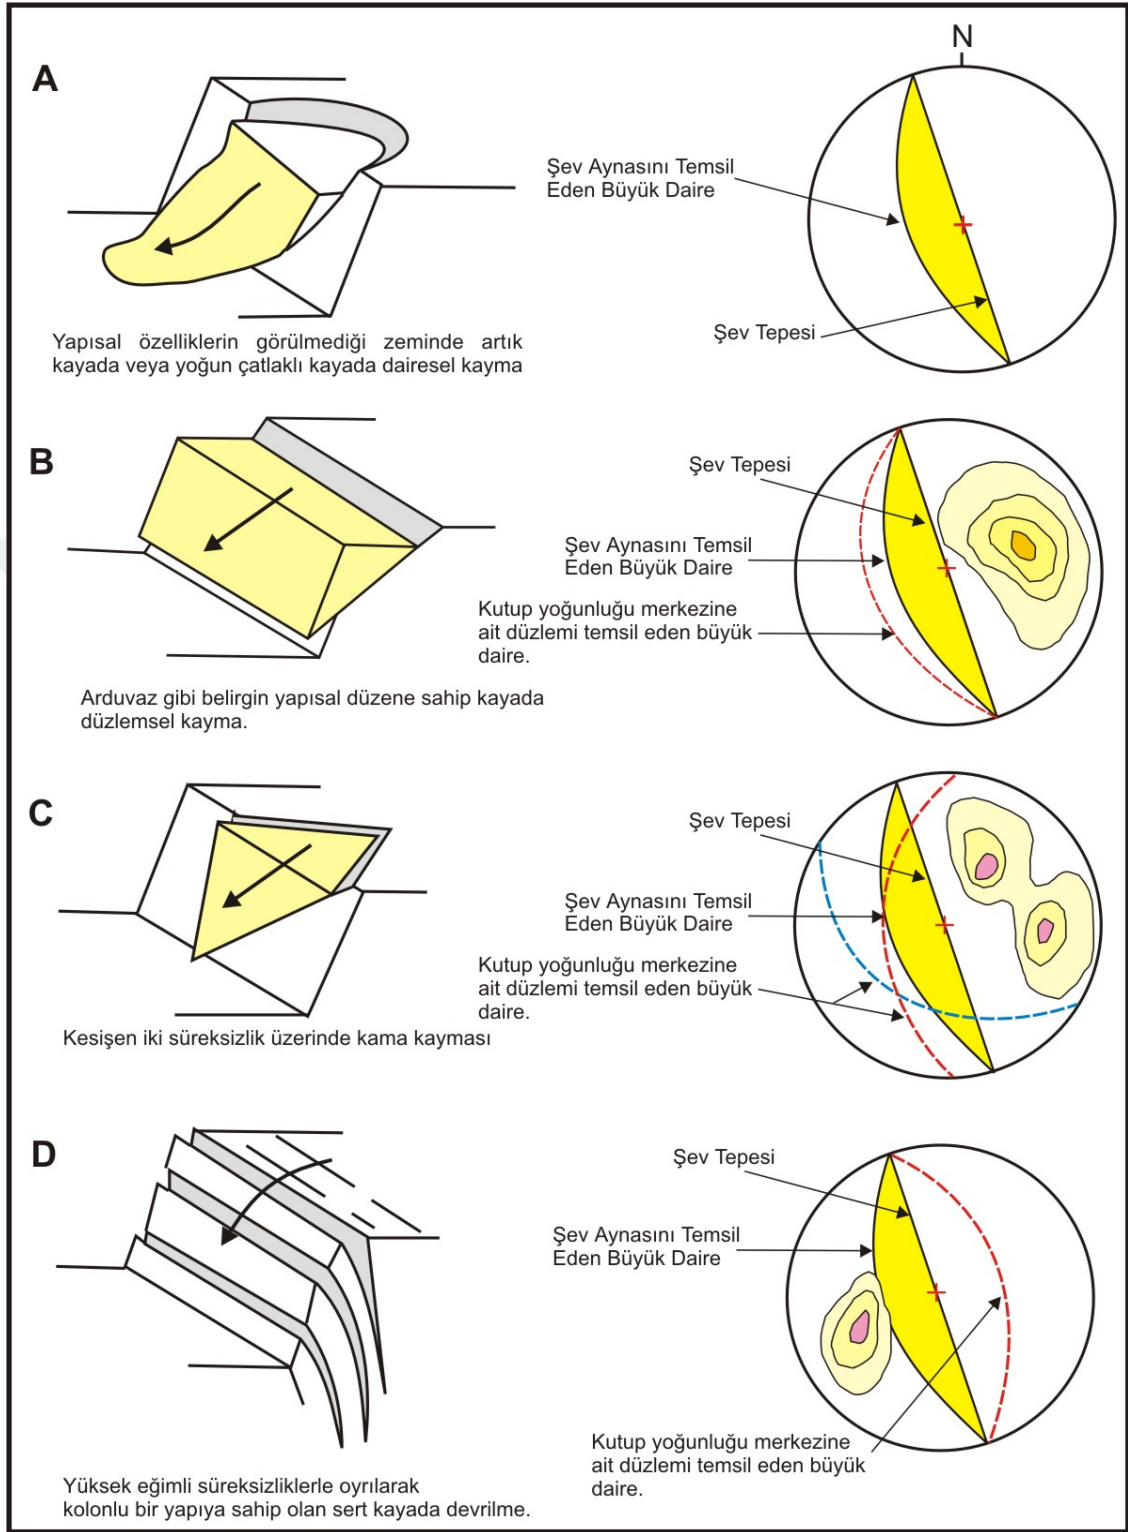 A
N
Şev Aynasını Temsil
Eden Büyük Daire
Şev Tepesi
Yapısal özelliklerin görülmediği zeminde artık
kayada veya yoğun çatlaklı kayada dairesel kayma
B
Şev Tepesi
Şev Aynasını Temsil
Eden Büyük Daire
Kutup yoğunluğu merkezine
ait düzlemi temsil eden büyük
daire.
Arduvaz gibi belirgin yapısal düzene sahip kayada
düzlemsel kayma.
C
Şev Tepesi
Şev Aynasını Temsil
Eden Büyük Daire
Kutup yoğunluğu merkezine
ait düzlemi temsil eden büyük
daire.
Kesişen iki süreksizlik üzerinde kama kayması
D
Şev Tepesi
Şev Aynasını Temsil
Eden Büyük Daire
Kutup yoğunluğu merkezine
ait düzlemi temsil eden büyük
daire.
Yüksek eğimli süreksizliklerle oyrılarak
kolonlu bir yapıya sahip olan sert kayada devrilme.